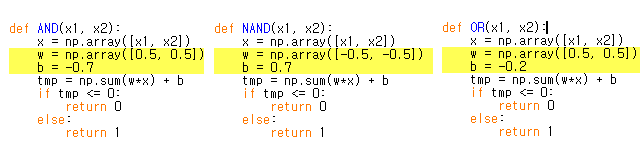 def AND(x1, x2):
    x = np.array([x1, x2])
    w = np.array([0.5, 0.5])
    b = -0.7
    tmp = np.sum(w*x) + b
    if tmp <= 0:
        return 0
    else:
        return 1
def NAND(x1, x2):
    x = np.array([x1, x2])
    w = np.array([-0.5, -0.5])
    b = 0.7
    tmp = np.sum(w*x) + b
    if tmp <= 0:
        return 0
    else:
        return 1
def OR(x1, x2):
    x = np.array([x1, x2])
    w = np.array([0.5, 0.5])
    b = -0.2
    tmp = np.sum(w*x) + b
    if tmp <= 0:
        return 0
    else:
        return 1